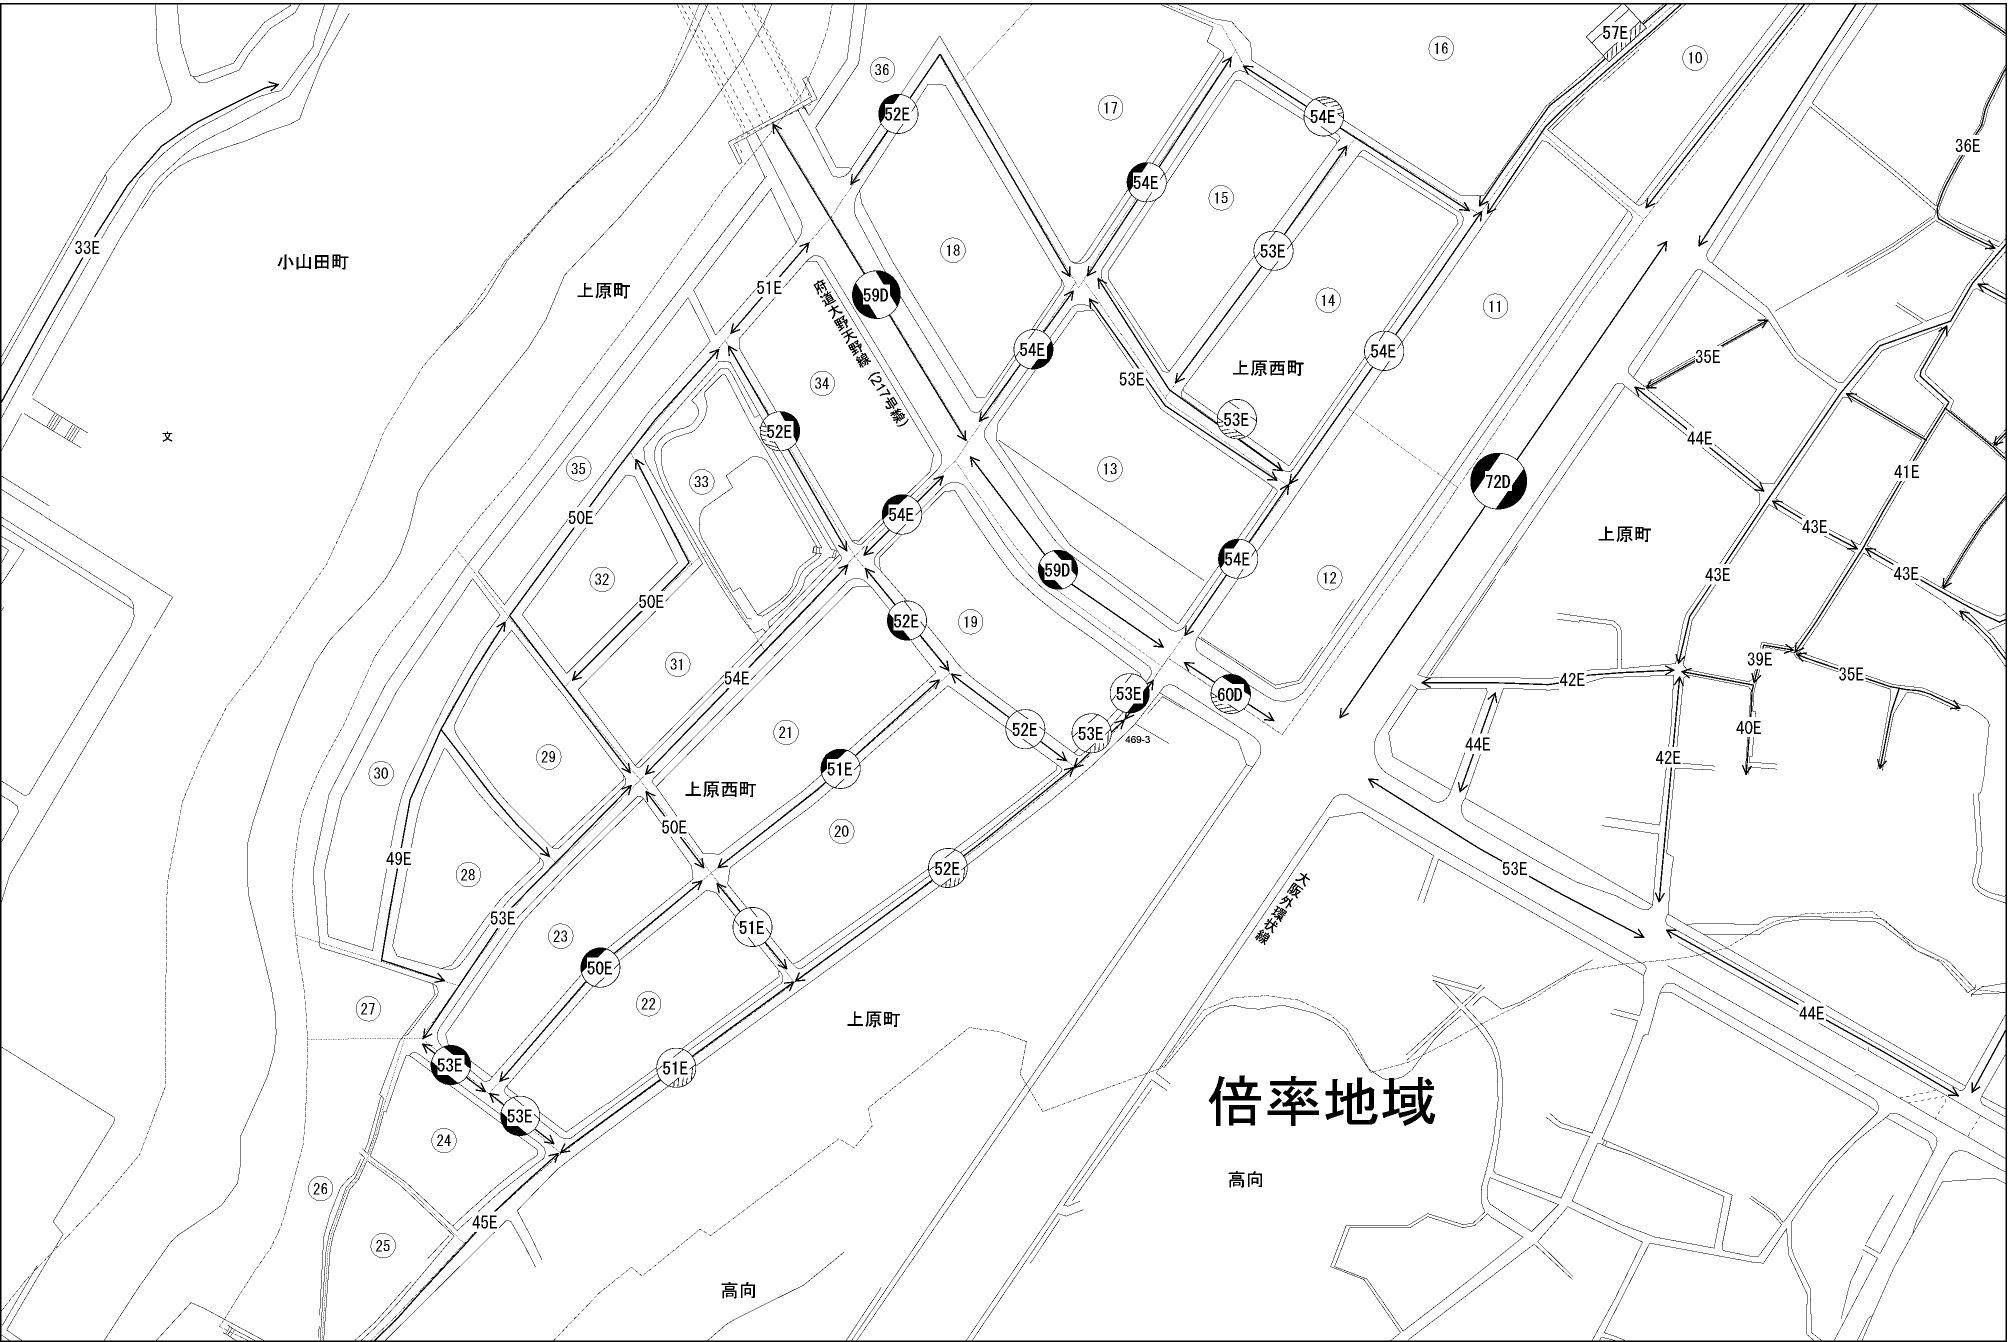 57E
16
10
36
17
52E
54E
36E
54E
15
33E
18
53E
小山田町
上原町
51E
59D
14
11
府道大野天野線(217号線)
54E
54E
35E
上原西町
53E
34
53E
52E
44E
35
33
13
41E
72D
文
50E
54E
43E
上原町
54E
59D
43E
43E
32
12
50E
52E
19
31
54E
42E
39E
35E
53E
60D
52E
53E
469-3
21
40E
44E
42E
29
30
51E
上原西町
50E
20
49E
28
52E
53E
大阪外環状線
51E
23
50E
22
27
上原町
44E
53E
51E
倍率地域
53E
24
26
高向
45E
25
高向